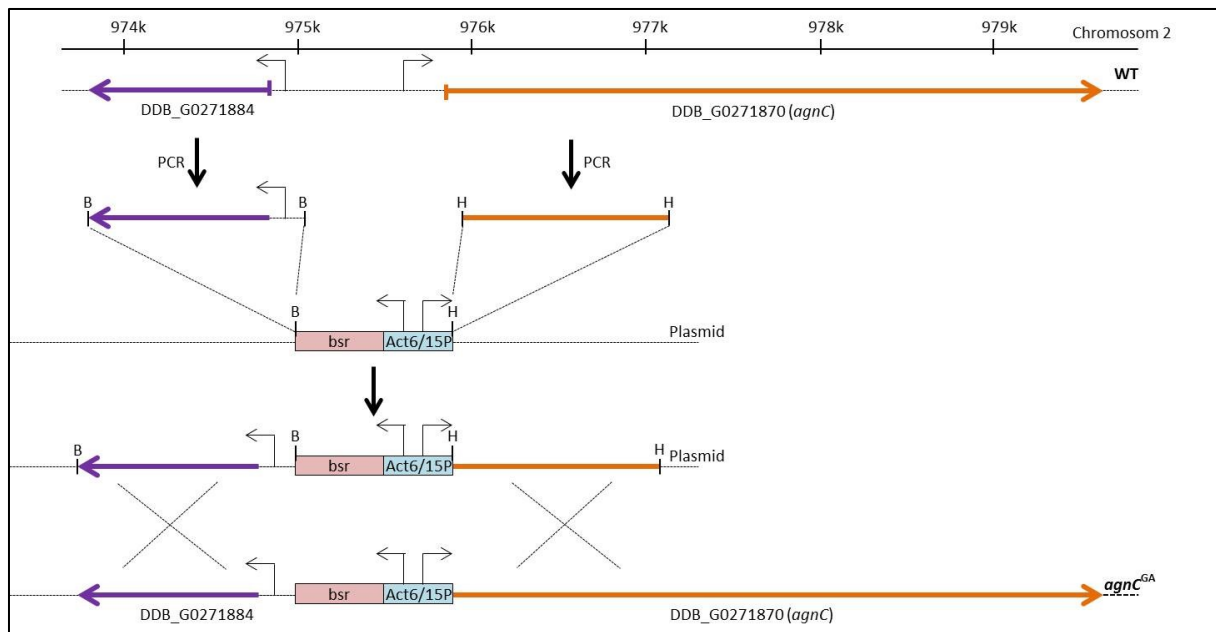 974k 975k 976k 977k 978k 979k Chromosom 2
WT
DDB_G0271884 DDB_G0271870 (agnC)
PCR PCR
B B H H
B H
bsr Act6/15P Plasmid
B B H H
bsr Act6/15P Plasmid
bsr Act6/15P agnC^GA
DDB_G0271884 DDB_G0271870 (agnC)